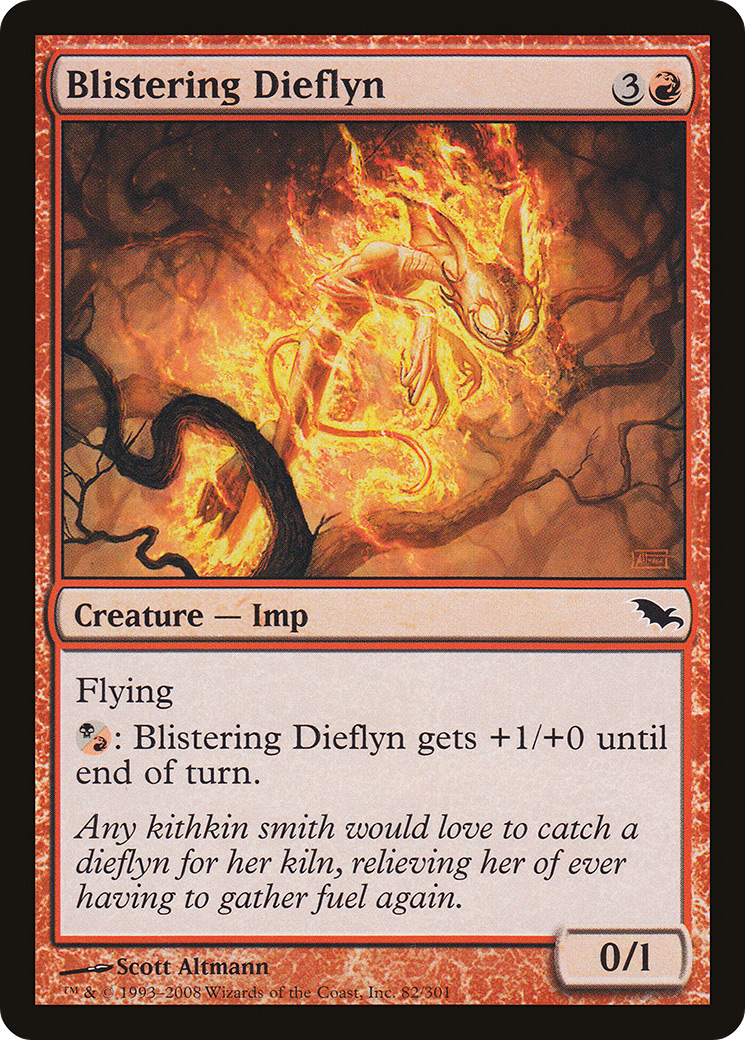 Blistering Dieflyn 3
Creature — Imp
Flying
: Blistering Dieflyn gets +1/+0 until
end of turn.
Any kithkin smith would love to catch a
dieflyn for her kiln, relieving her of ever
having to gather fuel again.
0/1
Scott Altmann
™ & © 1993–2008 Wizards of the Coast, Inc. 82/301